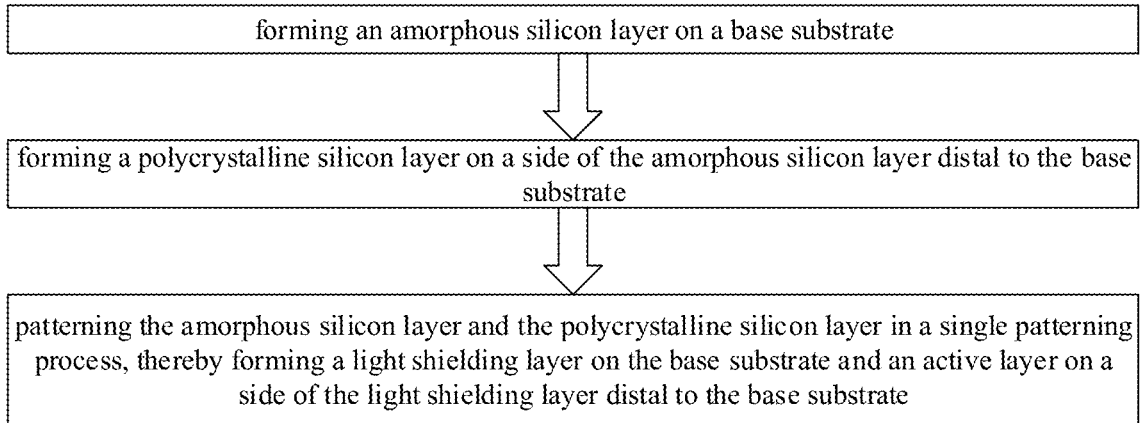 forming an amorphous silicon layer on a base substrate
forming a polycrystalline silicon layer on a side of the amorphous silicon layer distal to the base
substrate
patterning the amorphous silicon layer and the polycrystalline silicon layer in a single patterning
process, thereby forming a light shielding layer on the base substrate and an active layer on a
side of the light shielding layer distal to the base substrate